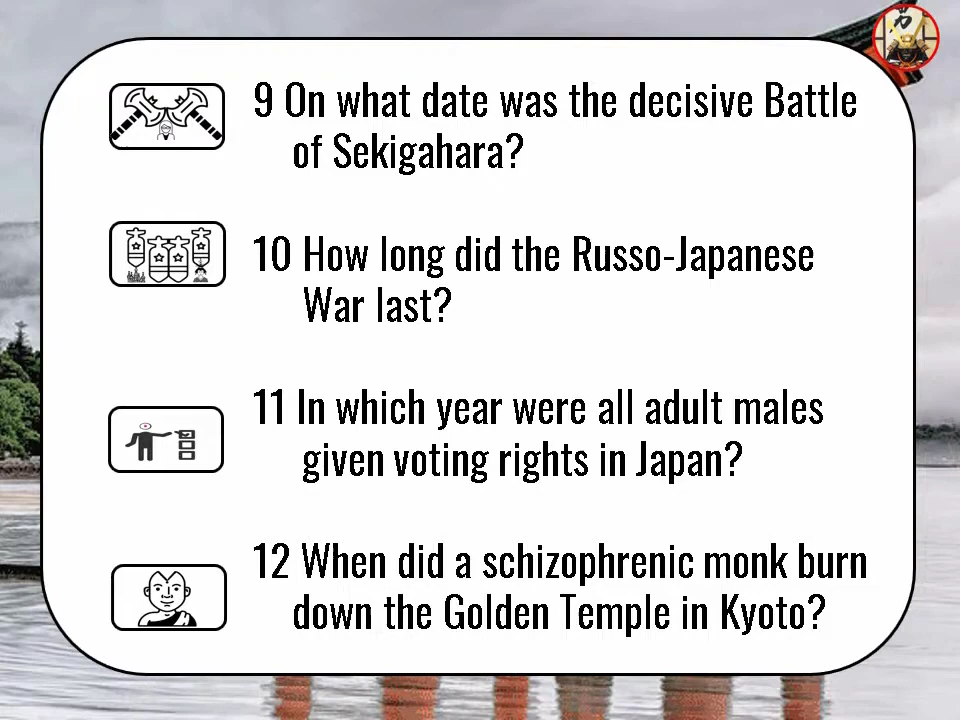 9 On what date was the decisive Battle
of Sekigahara?
10 How long did the Russo-Japanese
War last?
11 In which year were all adult males
given voting rights in Japan?
12 When did a schizophrenic monk burn
down the Golden Temple in Kyoto?